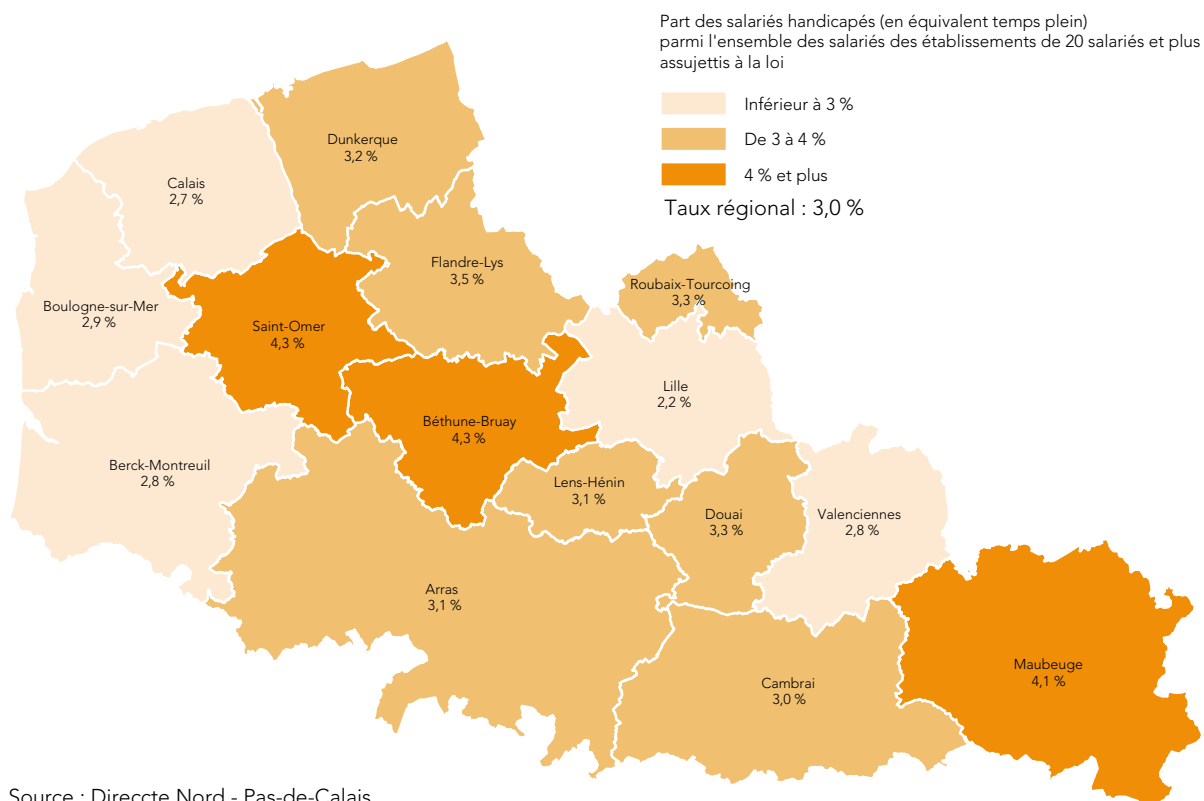 Part des salariés handicapés (en équivalent temps plein)
parmi l'ensemble des salariés des établissements de 20 salariés et plus
assujettis à la loi
Inférieur à 3 %
De 3 à 4 %
4 % et plus
Taux régional : 3,0 %
Dunkerque
3,2 %
Calais
2,7 %
Flandre-Lys
3,5 %
Roubaix-Tourcoing
3,3 %
Boulogne-sur-Mer
2,9 %
Saint-Omer
4,3 %
Lille
2,2 %
Béthune-Bruay
4,3 %
Berck-Montreuil
2,8 %
Lens-Hénin
3,1 %
Douai
3,3 %
Valenciennes
2,8 %
Arras
3,1 %
Maubeuge
4,1 %
Cambrai
3,0 %
Source : Direccte Nord - Pas-de-Calais